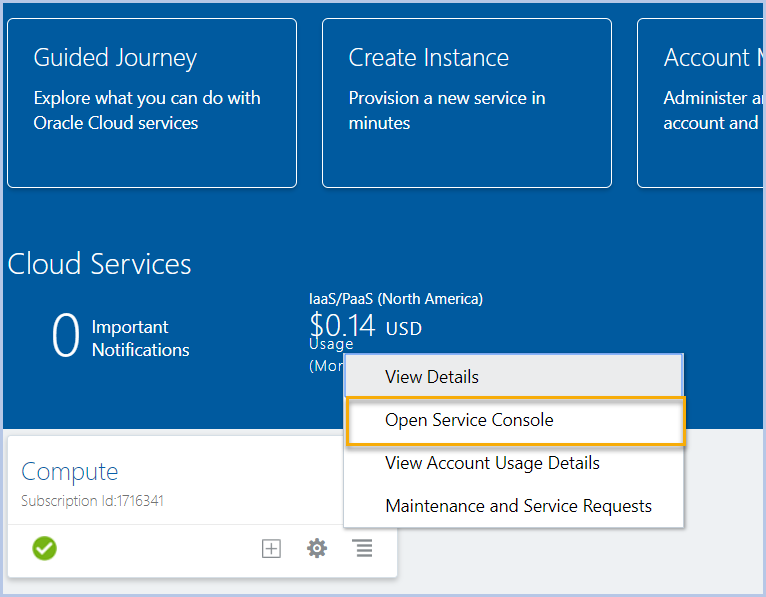 Guided Journey
Explore what you can do with
Oracle Cloud services
Create Instance
Provision a new service in
minutes
Account
Administer
account and
Cloud Services
0
Important
Notifications
IaaS/PaaS (North America)
$0.14 USD
Usage
View Details
Open Service Console
View Account Usage Details
Maintenance and Service Requests
Compute
Subscription Id:1716341